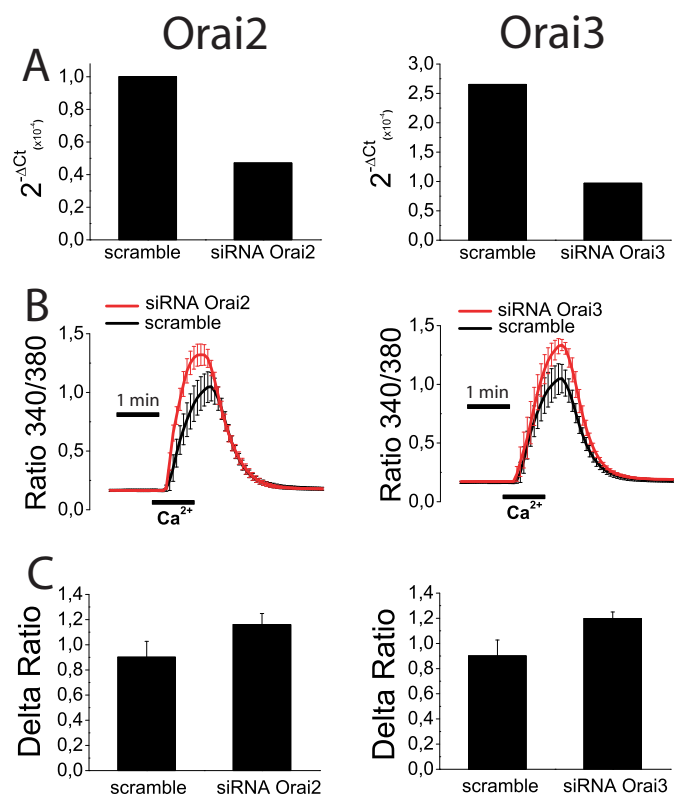 Orai2
Orai3
A
2^-ΔCt (x10^-4)
1,0
0,8
0,6
0,4
0,2
0,0
scramble
siRNA Orai2
2^-ΔCt (x10^-4)
3,0
2,5
2,0
1,5
1,0
0,5
0,0
scramble
siRNA Orai3
B
siRNA Orai2
scramble
Ratio 340/380
1,5
1,0
0,5
0,0
1 min
Ca²⁺
siRNA Orai3
scramble
Ratio 340/380
1,5
1,0
0,5
0,0
1 min
Ca²⁺
C
Delta Ratio
1,4
1,2
1,0
0,8
0,6
0,4
0,2
0,0
scramble
siRNA Orai2
Delta Ratio
1,4
1,2
1,0
0,8
0,6
0,4
0,2
0,0
scramble
siRNA Orai3